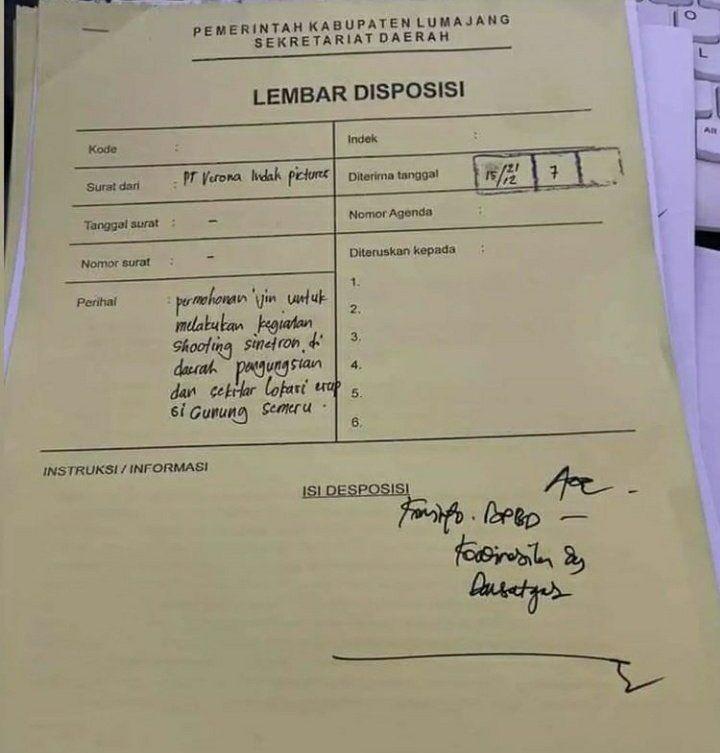 PEMERINTAH KABUPATEN LUMAJANG
SEKRETARIAT DAERAH
LEMBAR DISPOSISI
Kode :
Indek :
Surat dari : PT Verona Indah pictures
Diterima tanggal 15/21 /12 7
Tanggal surat : -
Nomor Agenda :
Nomor surat : -
Diteruskan kepada :
1.
2.
3.
4.
5.
6.
Perihal : permohonan ijin untuk
melakukan kegiatan
shooting sinetron di
daerah pengungsian
dan sekitar lokasi erup
si Gunung Semeru.
INSTRUKSI / INFORMASI
ISI DESPOSISI
Acc -
BPBD -
Dansatgas
O
L
Alt